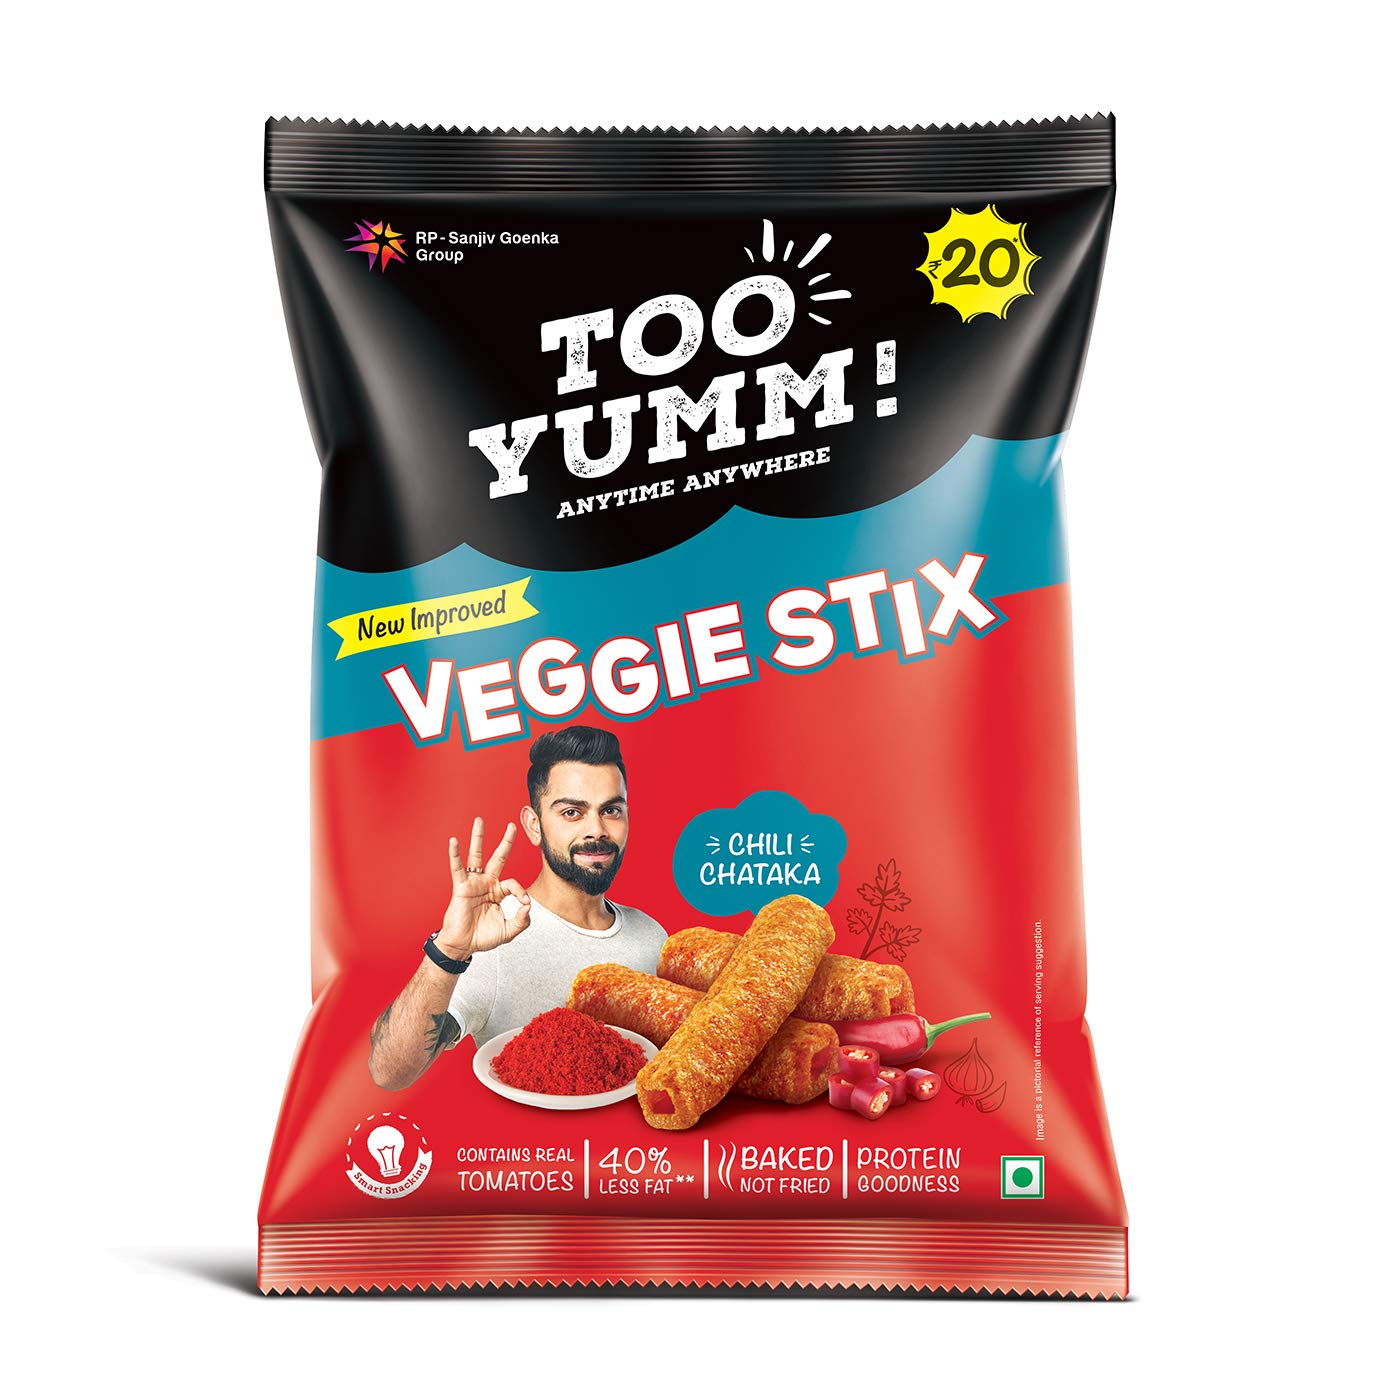 RP-Sanjiv Goenka
Group
₹20
TOO
YUMM!
ANYTIME ANYWHERE
New Improved
VEGGIE STIX
CHILI
CHATAKA
Image is a pictorial reference of serving suggestion.
Smart Snacking
CONTAINS REAL
TOMATOES
40%
LESS FAT**
BAKED
NOT FRIED
PROTEIN
GOODNESS